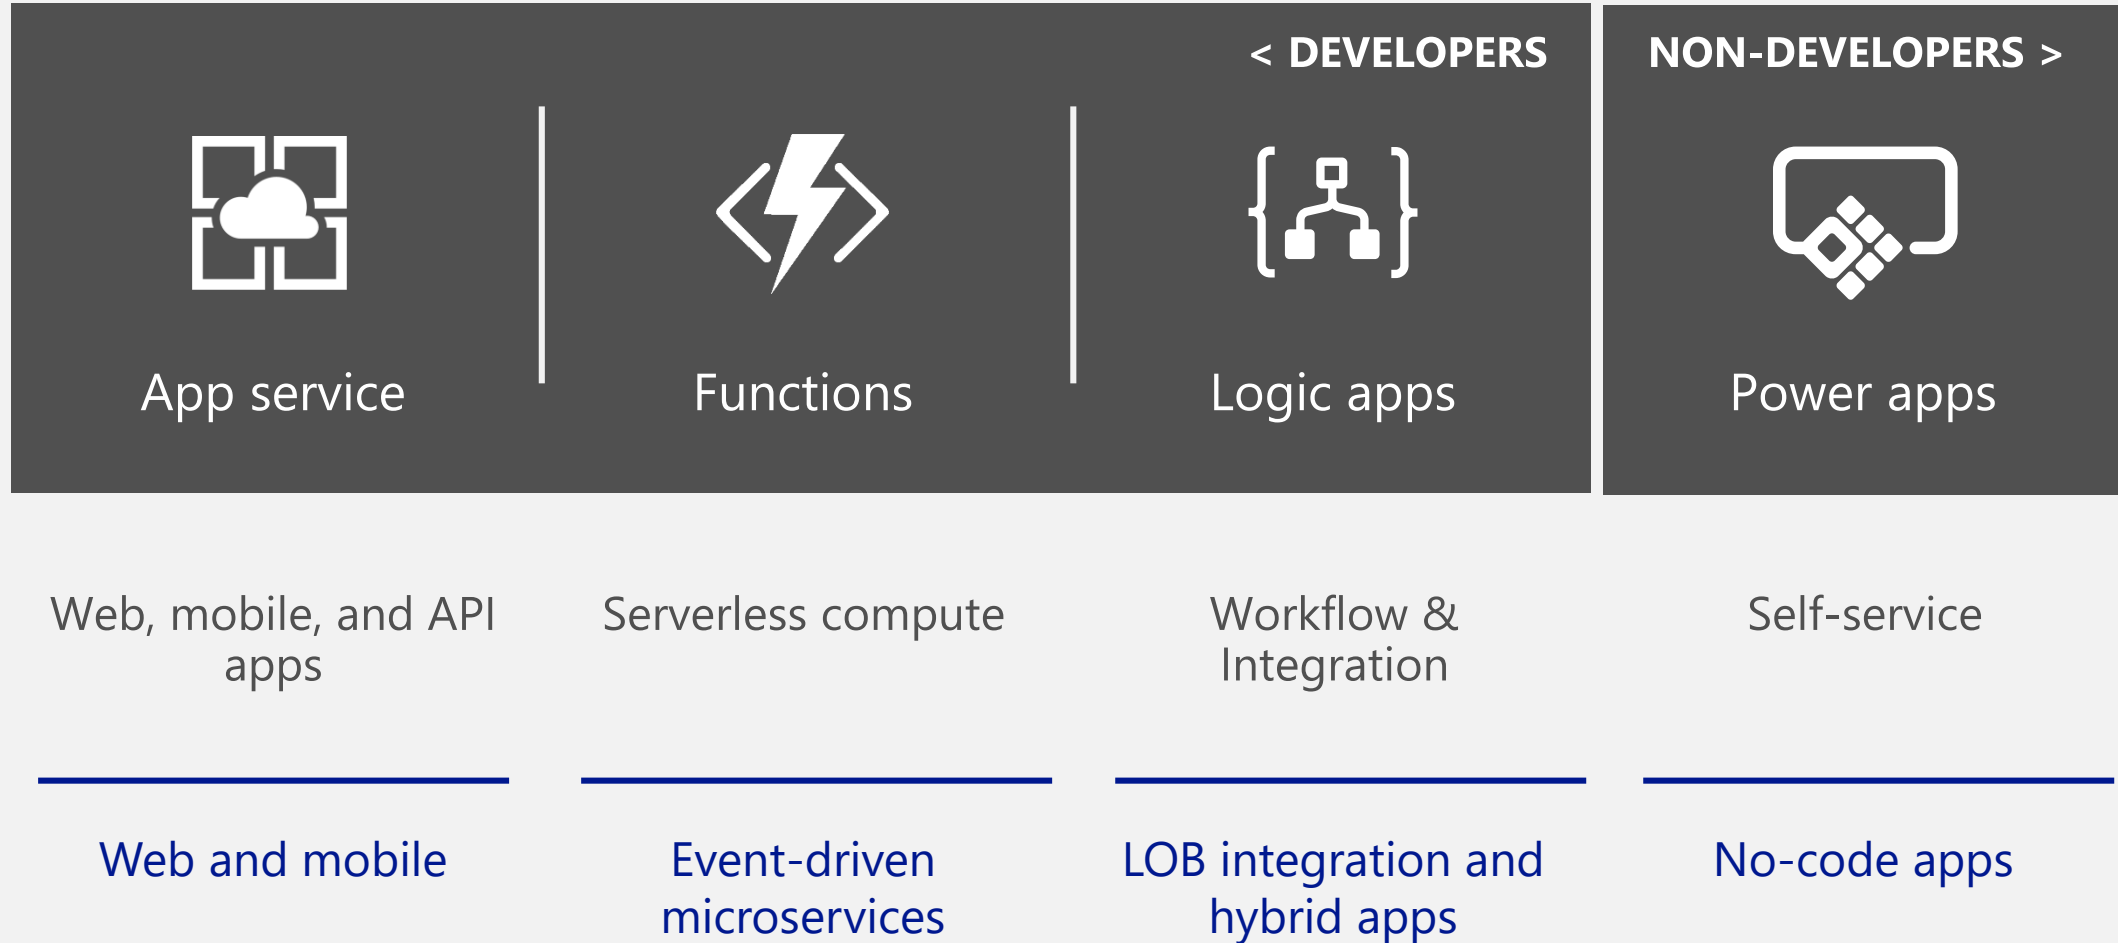 < DEVELOPERS
NON-DEVELOPERS >
App service
Functions
Logic apps
Power apps
Web, mobile, and API
apps
Serverless compute
Workflow &
Integration
Self-service
Web and mobile
Event-driven
microservices
LOB integration and
hybrid apps
No-code apps